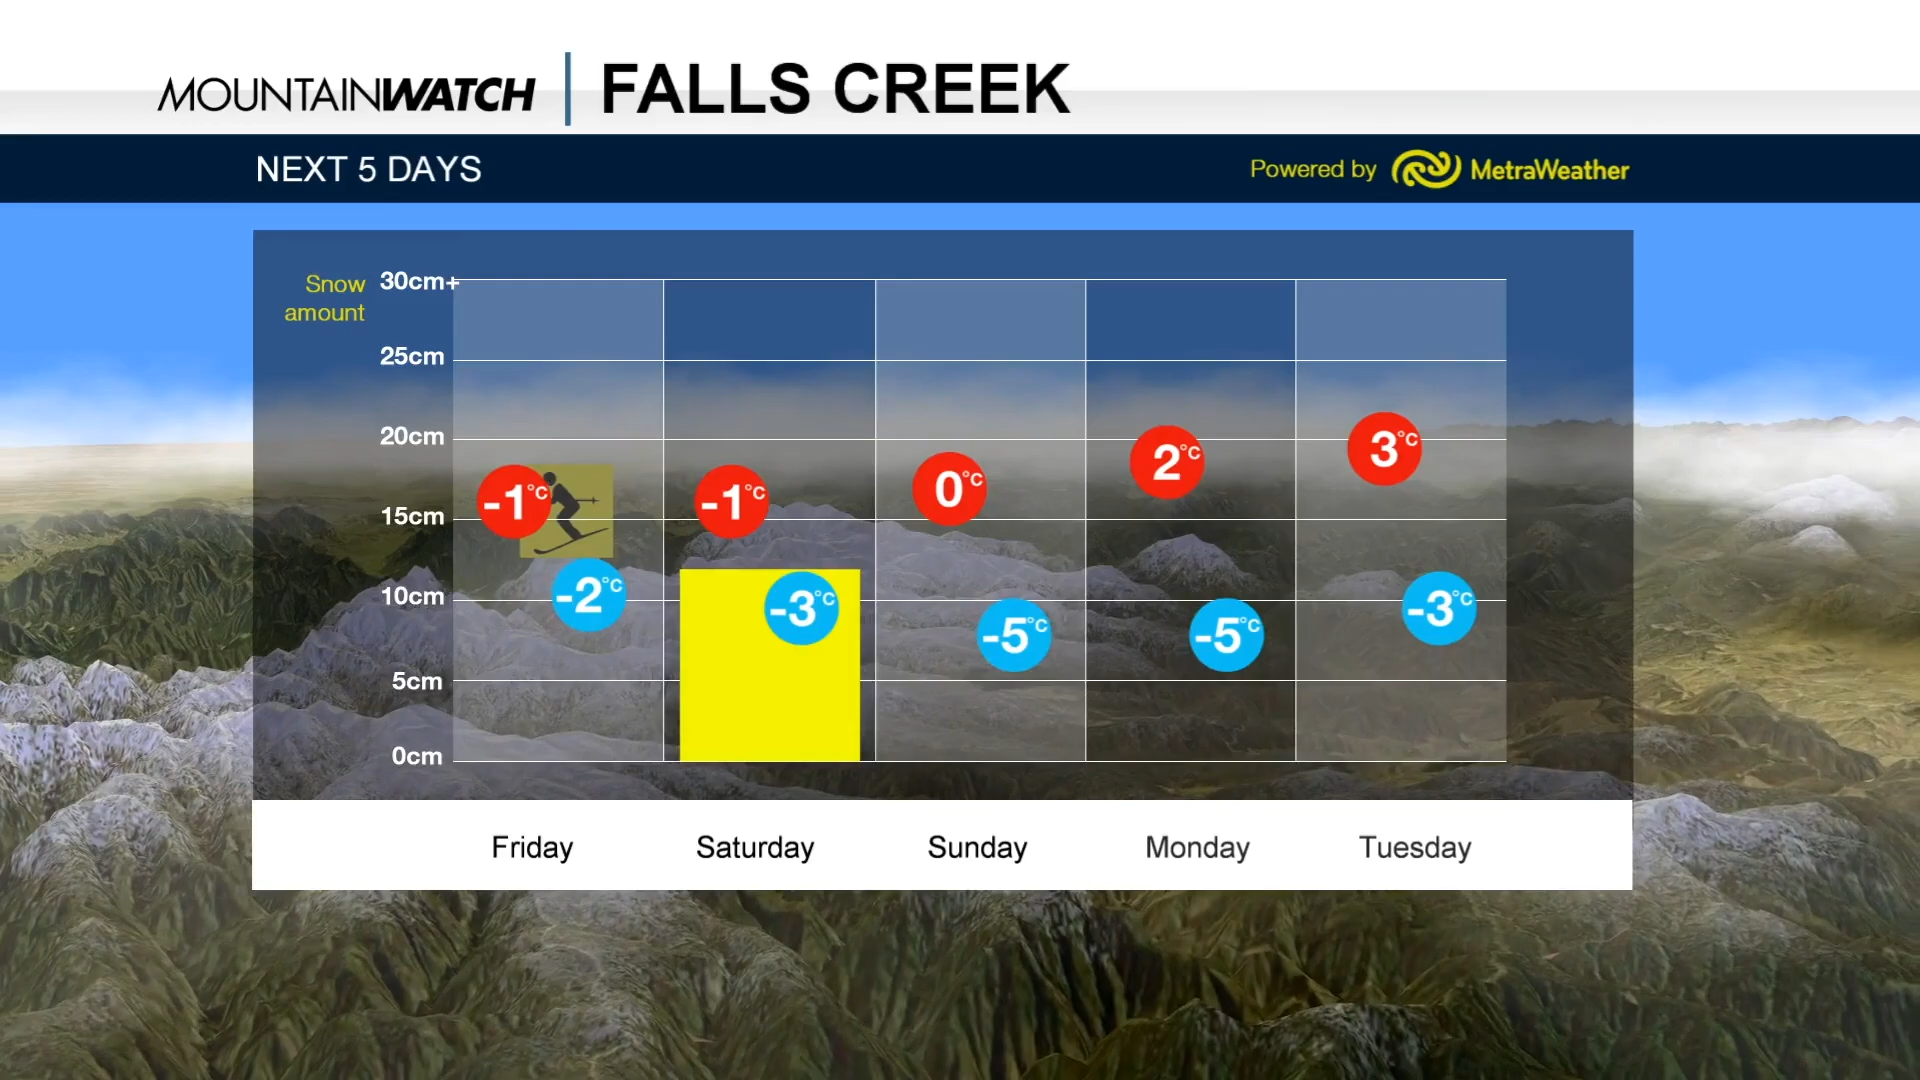 MOUNTAINWATCH | FALLS CREEK
NEXT 5 DAYS
Powered by MetraWeather
Snow
amount
30cm+
25cm
20cm
15cm
10cm
5cm
0cm
-1°C
-1°C
0°C
2°C
3°C
-2°C
-3°C
-5°C
-5°C
-3°C
Friday Saturday Sunday Monday Tuesday